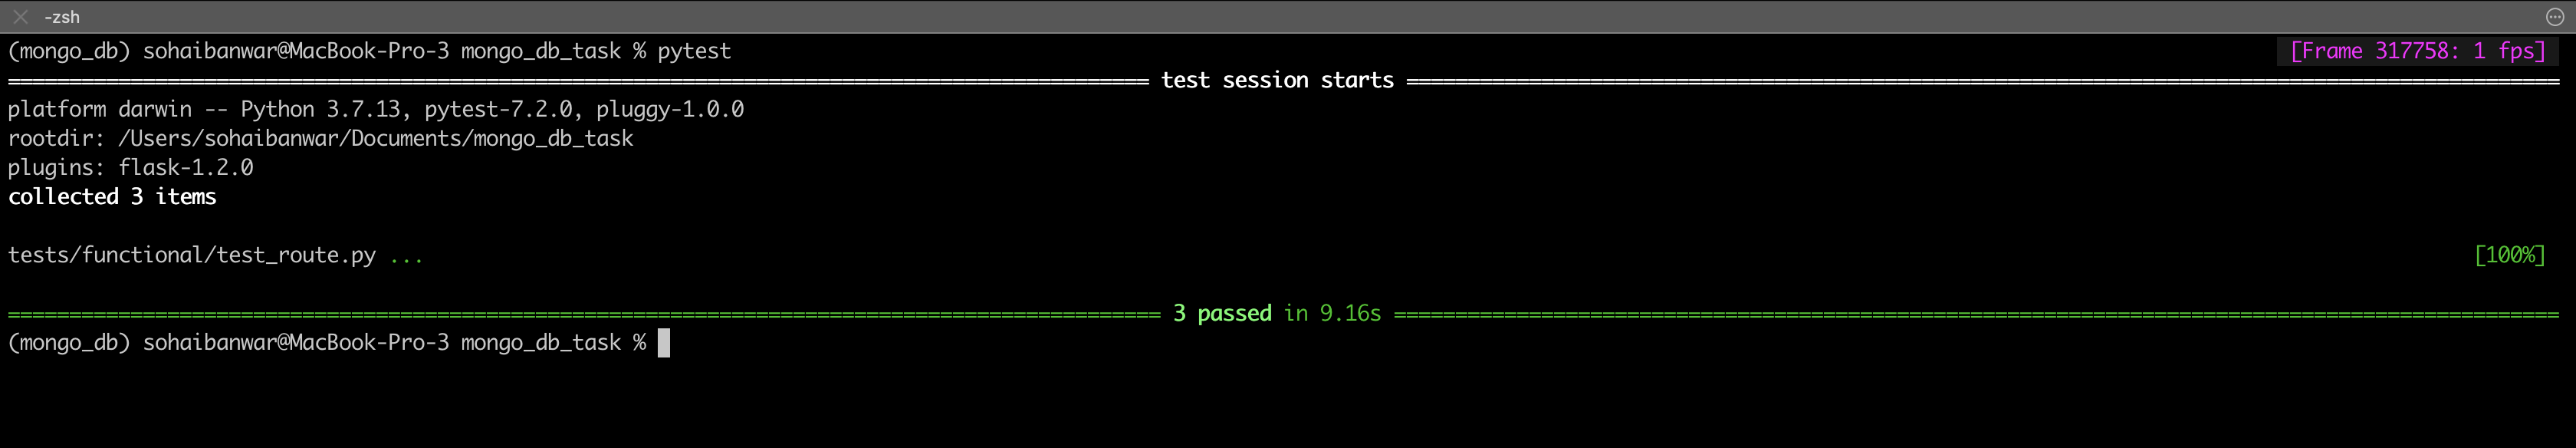 -zsh
(mongo_db) sohaibanwar@MacBook-Pro-3 mongo_db_task % pytest [Frame 317758: 1 fps]
test session starts
platform darwin -- Python 3.7.13, pytest-7.2.0, pluggy-1.0.0
rootdir: /Users/sohaibanwar/Documents/mongo_db_task
plugins: flask-1.2.0
collected 3 items
tests/functional/test_route.py ... [100%]
3 passed in 9.16s
(mongo_db) sohaibanwar@MacBook-Pro-3 mongo_db_task %